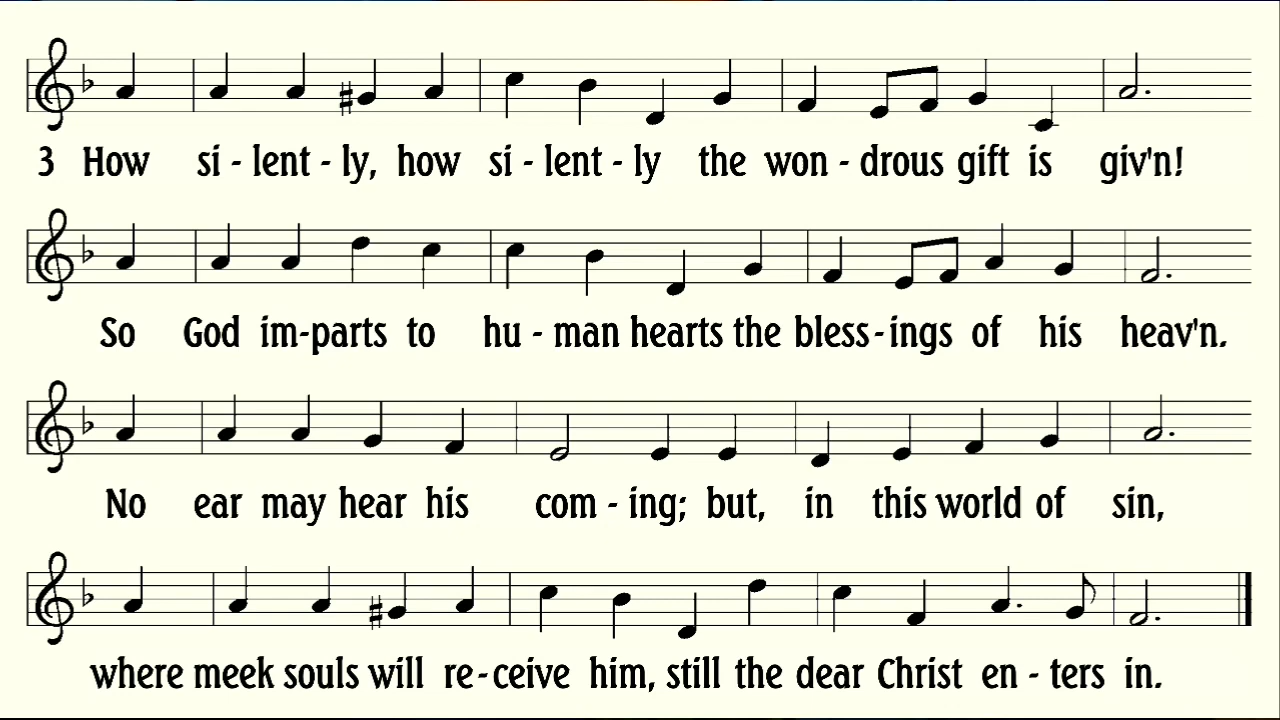 3 How si - lent - ly, how si - lent - ly the won - drous gift is giv'n!
So God im-parts to hu - man hearts the bless-ings of his heav'n.
No ear may hear his com - ing; but, in this world of sin,
where meek souls will re-ceive him, still the dear Christ en - ters in.